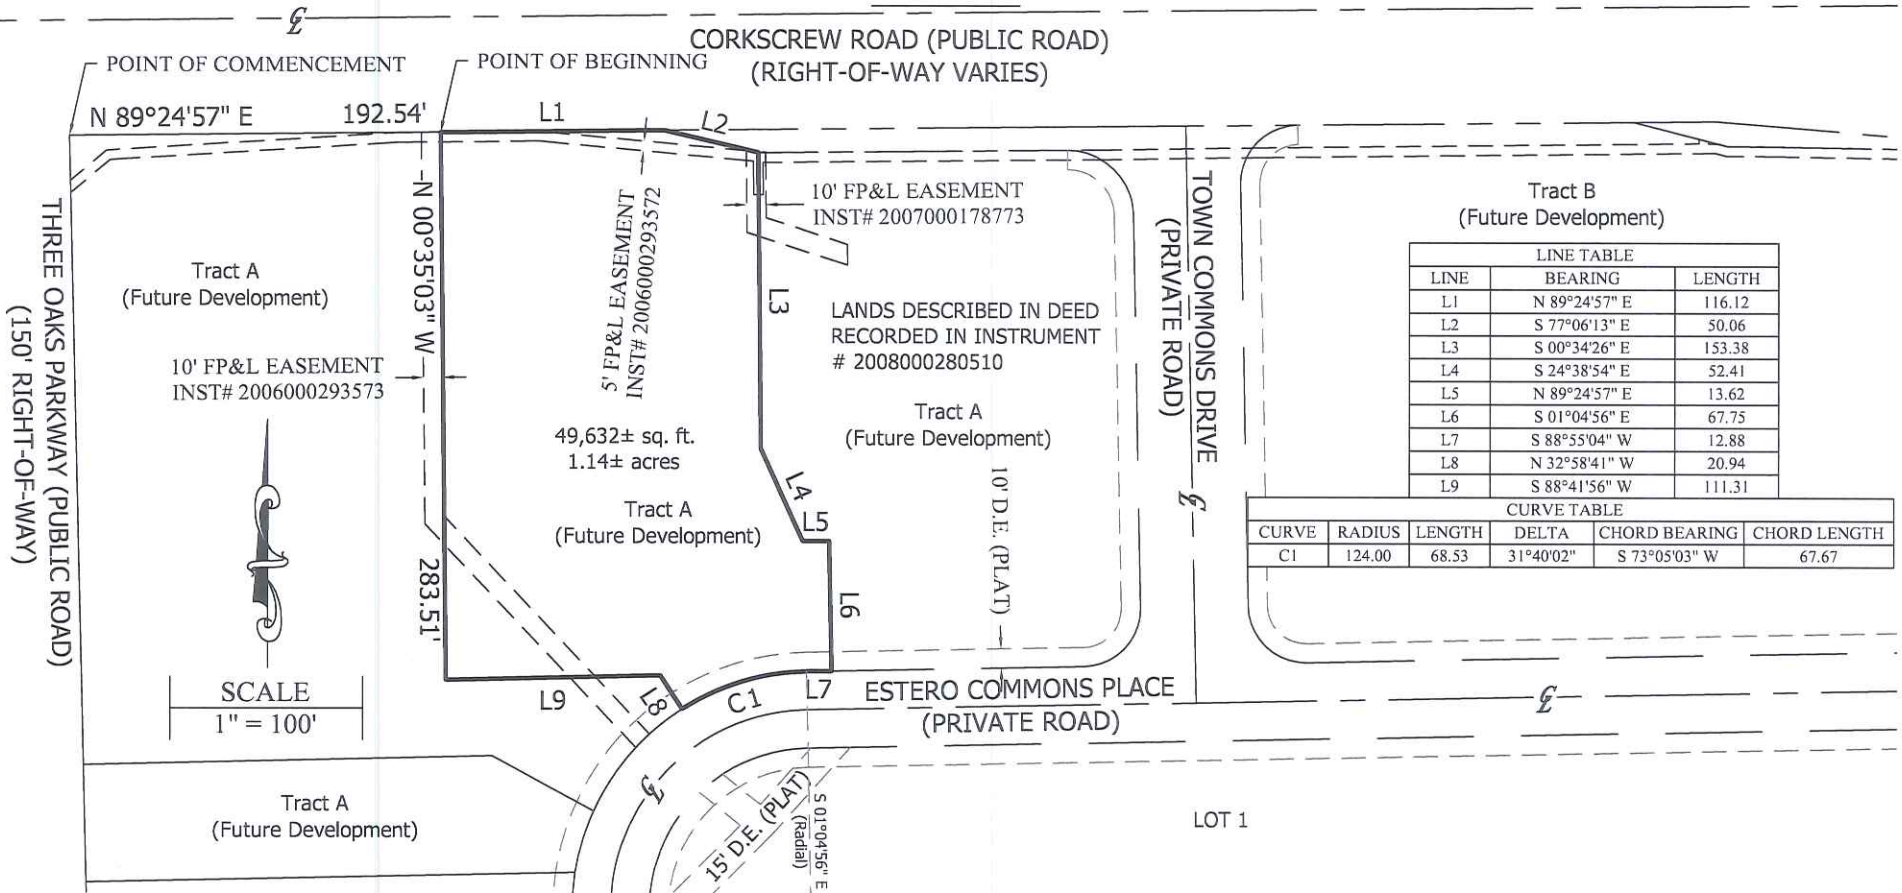 CORKSCREW ROAD (PUBLIC ROAD)
(RIGHT-OF-WAY VARIES)
POINT OF COMMENCEMENT
POINT OF BEGINNING
N 89°24'57" E
192.54'
L1
L2
10' FP&L EASEMENT
INST# 2007000178773
5' FP&L EASEMENT
INST# 2006000293572
N 00°35'03" W
283.51'
THREE OAKS PARKWAY (PUBLIC ROAD)
(150' RIGHT-OF-WAY)
Tract A
(Future Development)
10' FP&L EASEMENT
INST# 2006000293573
L3
LANDS DESCRIBED IN DEED
RECORDED IN INSTRUMENT
# 2008000280510
Tract A
(Future Development)
49,632± sq. ft.
1.14± acres
Tract A
(Future Development)
L4
L5
L6
10' D.E. (PLAT)
TOWN COMMONS DRIVE
(PRIVATE ROAD)
Tract B
(Future Development)
LINE TABLE
LINE BEARING LENGTH
L1 N 89°24'57" E 116.12
L2 S 77°06'13" E 50.06
L3 S 00°34'26" E 153.38
L4 S 24°38'54" E 52.41
L5 N 89°24'57" E 13.62
L6 S 01°04'56" E 67.75
L7 S 88°55'04" W 12.88
L8 N 32°58'41" W 20.94
L9 S 88°41'56" W 111.31
CURVE TABLE
CURVE RADIUS LENGTH DELTA CHORD BEARING CHORD LENGTH
C1 124.00 68.53 31°40'02" S 73°05'03" W 67.67
SCALE
1" = 100'
L9
L8
C1
L7
ESTERO COMMONS PLACE
(PRIVATE ROAD)
Tract A
(Future Development)
15' D.E. (PLAT)
S 01°04'56" E
(Radial)
LOT 1